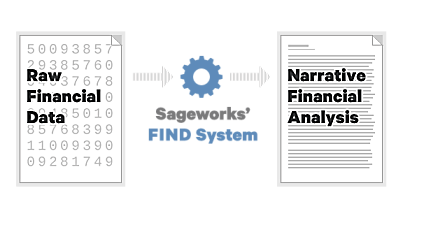 50093857
29385760
Raw
Financial
Data
85768399
11009390
09281749
Sageworks’
FIND System
Narrative
Financial
Analysis